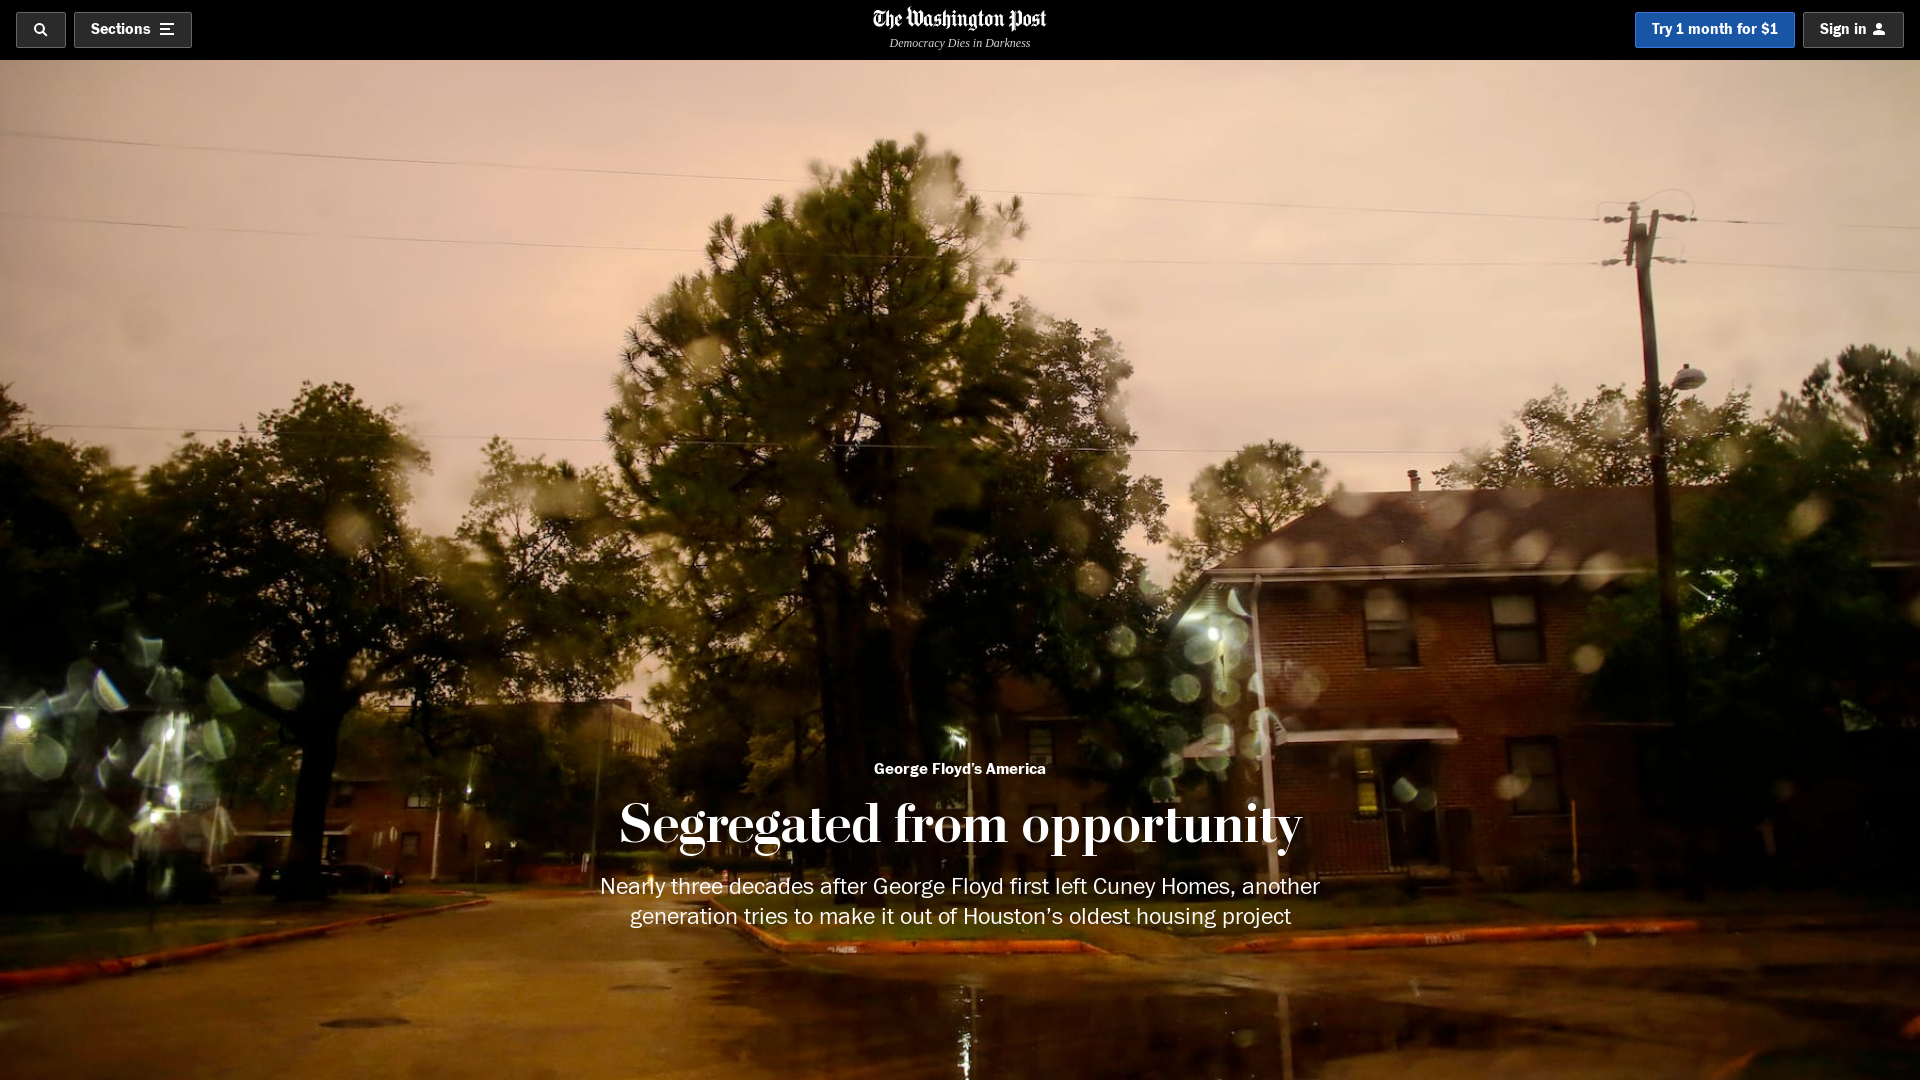 Sections
The Washington Post
Democracy Dies in Darkness
Try 1 month for $1
Sign in
George Floyd’s America
Segregated from opportunity
Nearly three decades after George Floyd first left Cuney Homes, another
generation tries to make it out of Houston’s oldest housing project